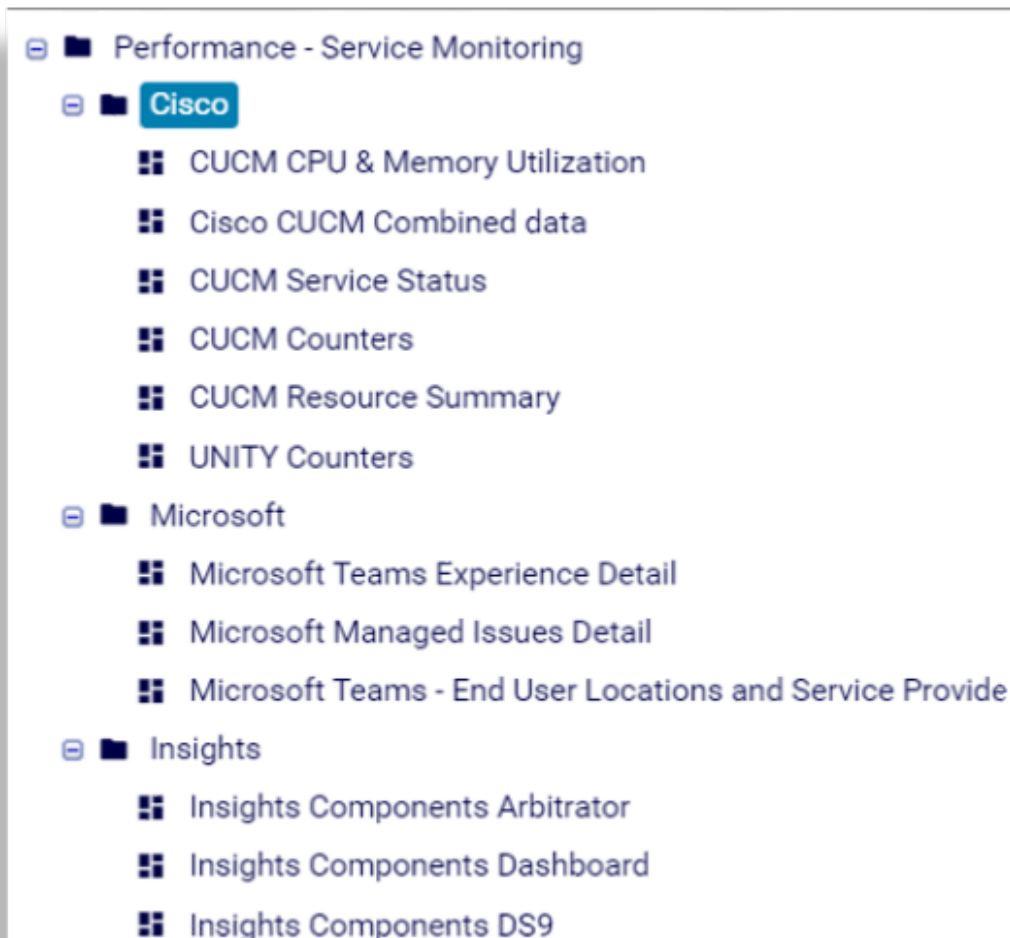 Performance - Service Monitoring
Cisco
CUCM CPU & Memory Utilization
Cisco CUCM Combined data
CUCM Service Status
CUCM Counters
CUCM Resource Summary
UNITY Counters
Microsoft
Microsoft Teams Experience Detail
Microsoft Managed Issues Detail
Microsoft Teams - End User Locations and Service Provide
Insights
Insights Components Arbitrator
Insights Components Dashboard
Insights Components DS9